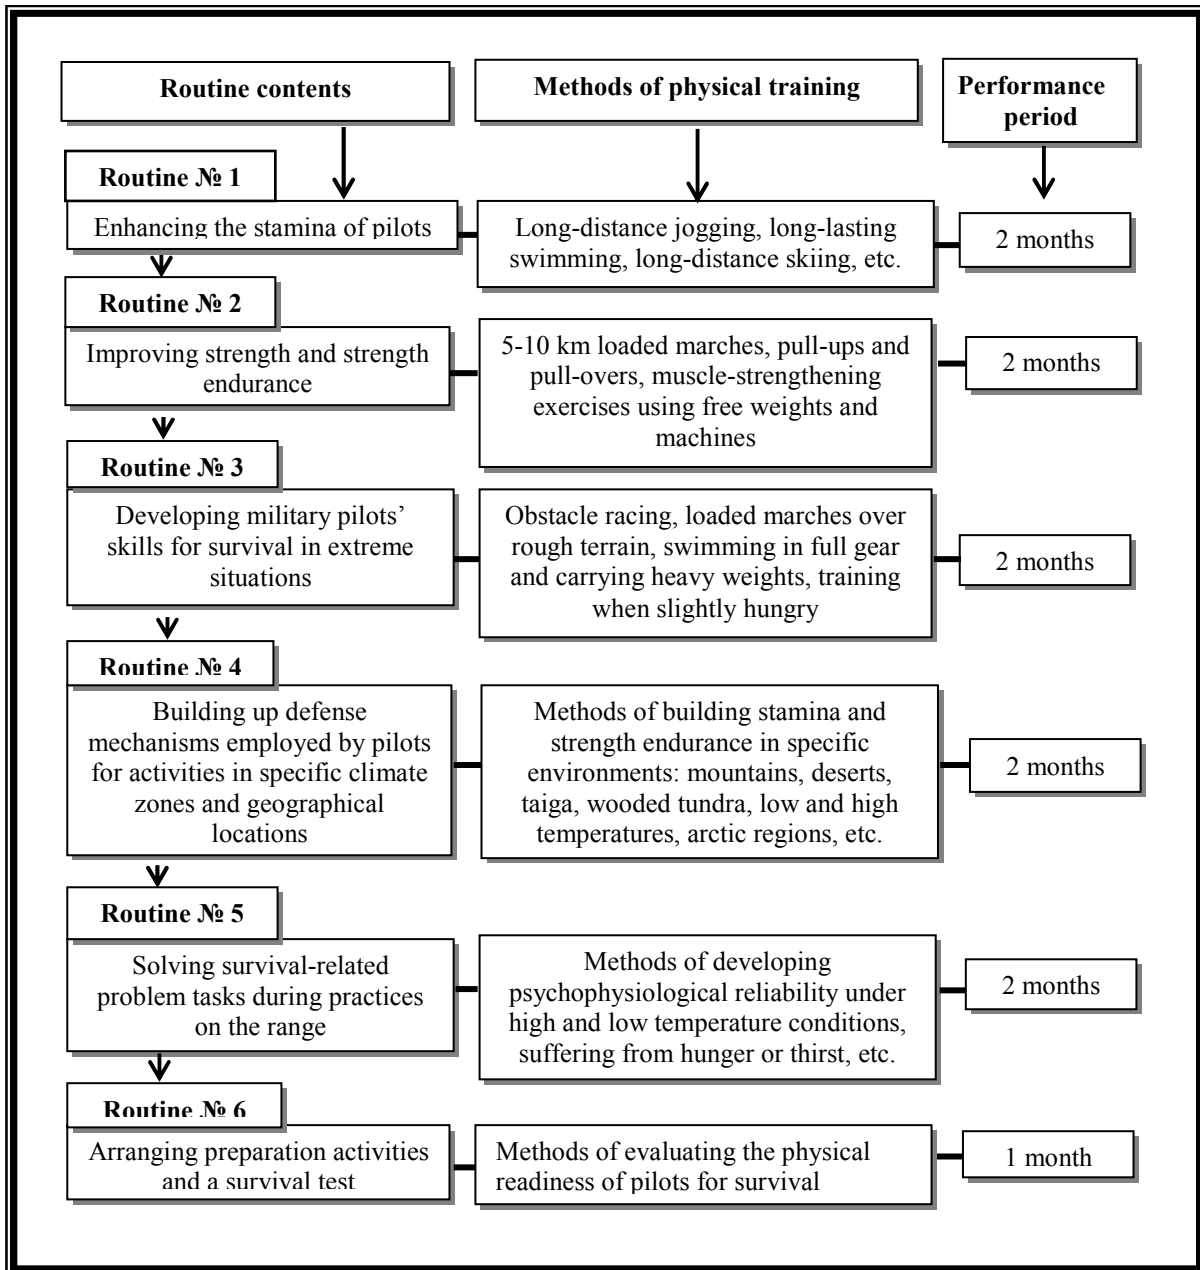 Routine contents
Methods of physical training
Performance
period
Routine № 1
Enhancing the stamina of pilots
Long-distance jogging, long-lasting
swimming, long-distance skiing, etc.
2 months
Routine № 2
Improving strength and strength
endurance
5-10 km loaded marches, pull-ups and
pull-overs, muscle-strengthening
exercises using free weights and
machines
2 months
Routine № 3
Developing military pilots’
skills for survival in extreme
situations
Obstacle racing, loaded marches over
rough terrain, swimming in full gear
and carrying heavy weights, training
when slightly hungry
2 months
Routine № 4
Building up defense
mechanisms employed by pilots
for activities in specific climate
zones and geographical
locations
Methods of building stamina and
strength endurance in specific
environments: mountains, deserts,
taiga, wooded tundra, low and high
temperatures, arctic regions, etc.
2 months
Routine № 5
Solving survival-related
problem tasks during practices
on the range
Methods of developing
psychophysiological reliability under
high and low temperature conditions,
suffering from hunger or thirst, etc.
2 months
Routine № 6
Arranging preparation activities
and a survival test
Methods of evaluating the physical
readiness of pilots for survival
1 month